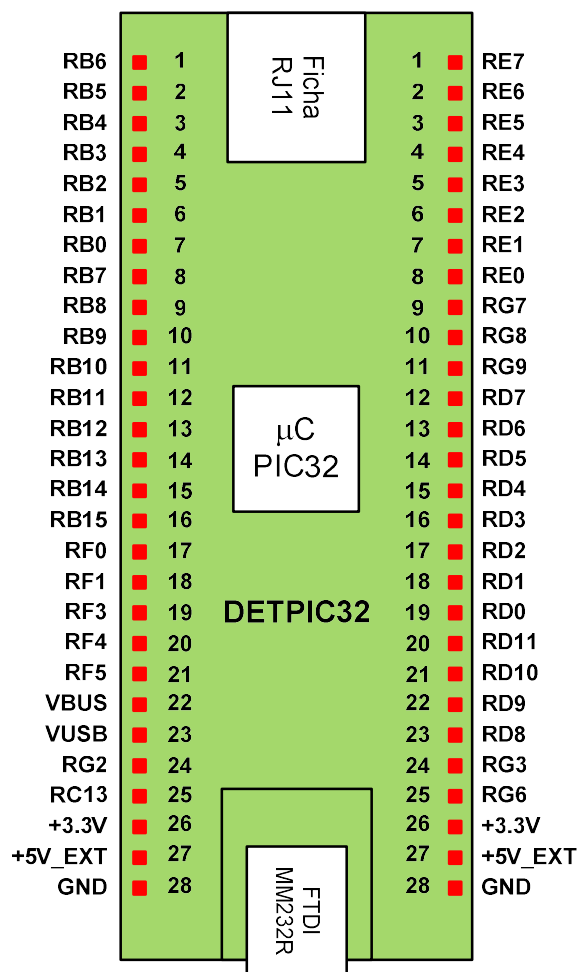 Ficha
RJ11
RB6 1 1 RE7
RB5 2 2 RE6
RB4 3 3 RE5
RB3 4 4 RE4
RB2 5 5 RE3
RB1 6 6 RE2
RB0 7 7 RE1
RB7 8 8 RE0
RB8 9 9 RG7
RB9 10 10 RG8
RB10 11 11 RG9
RB11 12 12 RD7
μC
RB12 13 13 RD6
PIC32
RB13 14 14 RD5
RB14 15 15 RD4
RB15 16 16 RD3
RF0 17 17 RD2
RF1 18 18 RD1
RF3 19 DETPIC32 19 RD0
RF4 20 20 RD11
RF5 21 21 RD10
VBUS 22 22 RD9
VUSB 23 23 RD8
RG2 24 24 RG3
RC13 25 25 RG6
+3.3V 26 26 +3.3V
+5V_EXT 27 27 +5V_EXT
GND 28 28 GND
FTDI
MM232R